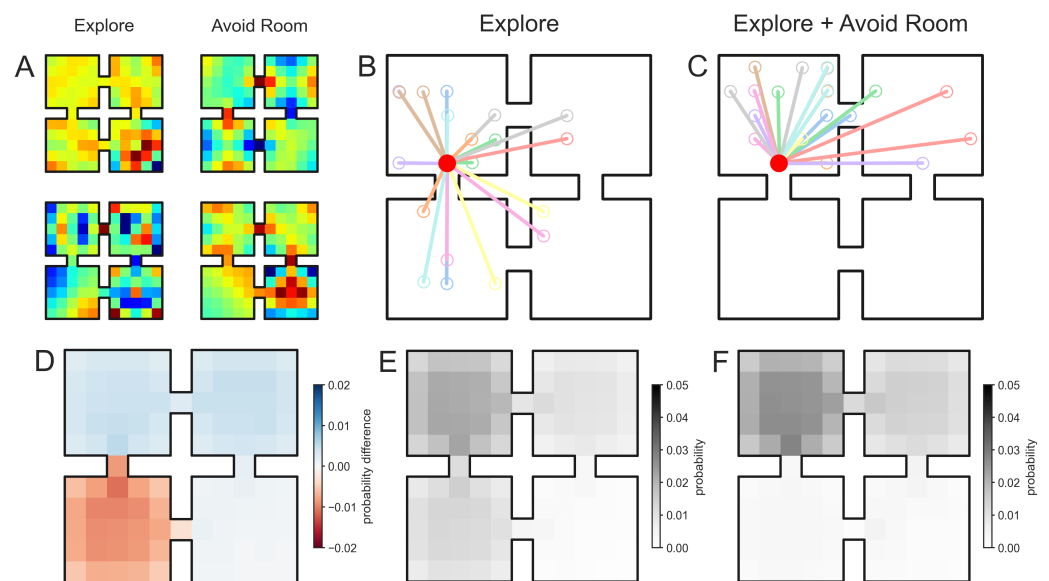 Explore
Avoid Room
Explore
Explore + Avoid Room
A
B
C
D
0.02
0.01
0.00
−0.01
−0.02
probability difference
E
0.05
0.04
0.03
0.02
0.01
0.00
probability
F
0.05
0.04
0.03
0.02
0.01
0.00
probability